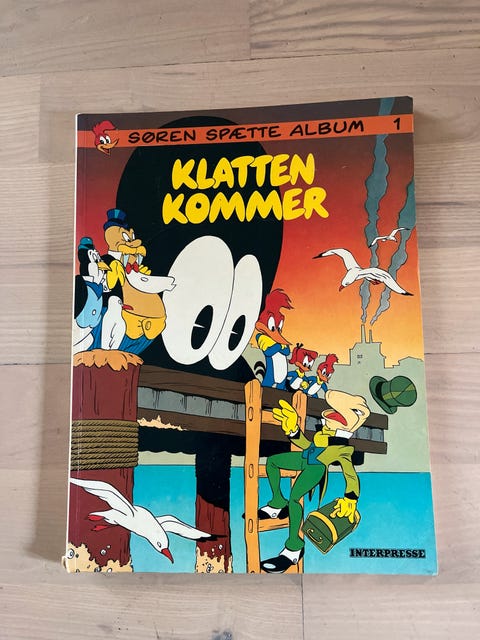 SØREN SPÆTTE ALBUM 1
KLATTEN
KOMMER
INTERPRESSE